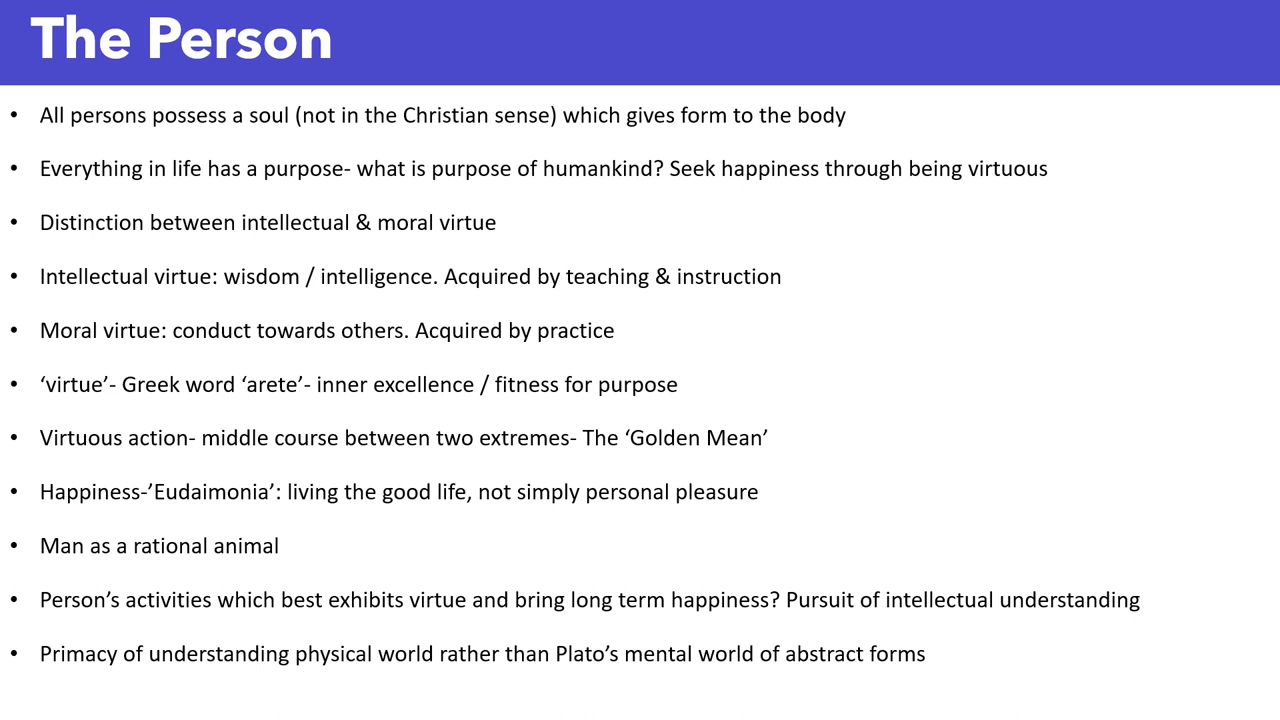 The Person
• All persons possess a soul (not in the Christian sense) which gives form to the body
• Everything in life has a purpose- what is purpose of humankind? Seek happiness through being virtuous
• Distinction between intellectual & moral virtue
• Intellectual virtue: wisdom / intelligence. Acquired by teaching & instruction
• Moral virtue: conduct towards others. Acquired by practice
• ‘virtue’- Greek word ‘arete’- inner excellence / fitness for purpose
• Virtuous action- middle course between two extremes- The ‘Golden Mean’
• Happiness-’Eudaimonia’: living the good life, not simply personal pleasure
• Man as a rational animal
• Person’s activities which best exhibits virtue and bring long term happiness? Pursuit of intellectual understanding
• Primacy of understanding physical world rather than Plato’s mental world of abstract forms